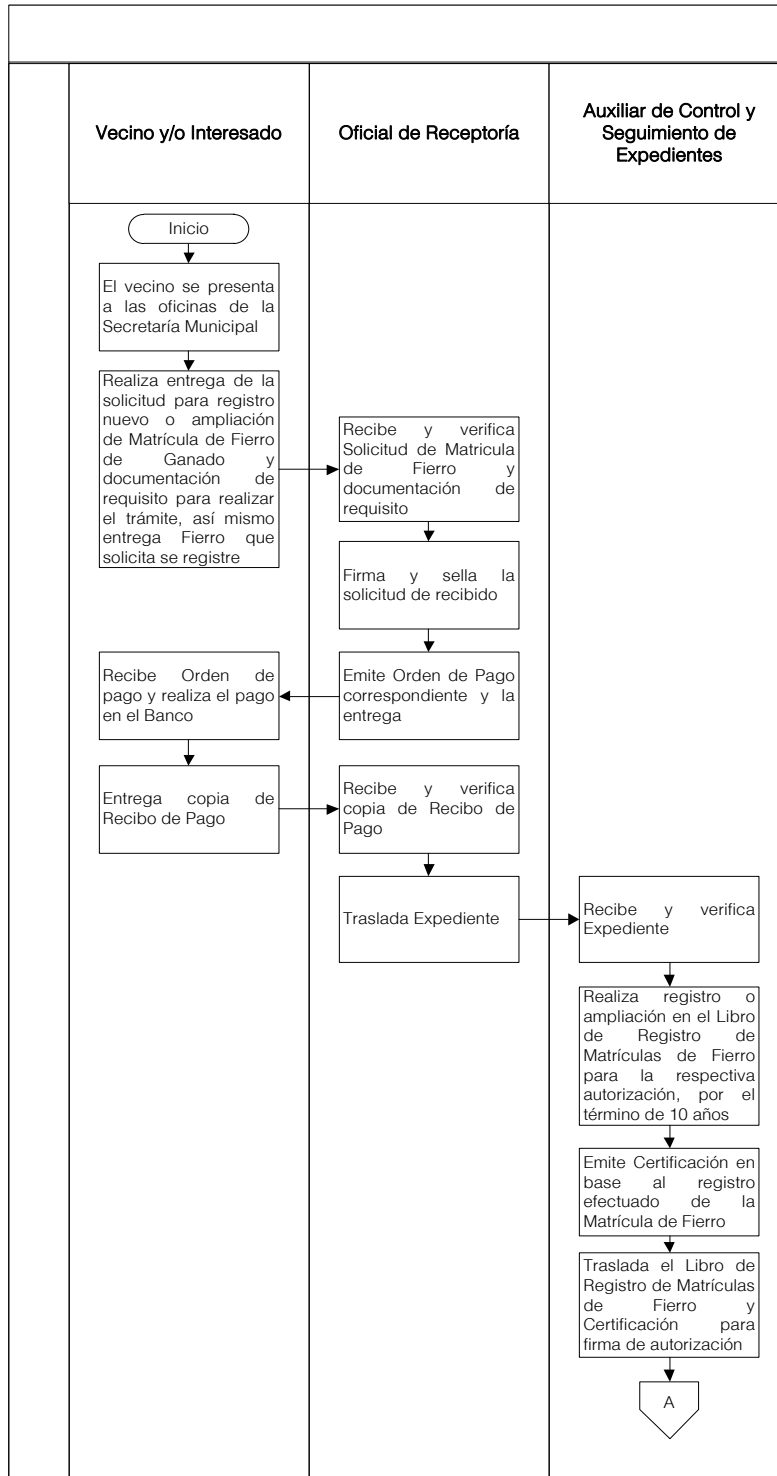 Vecino y/o Interesado
Oficial de Receptoría
Auxiliar de Control y
Seguimiento de
Expedientes
Inicio
El vecino se presenta
a las oficinas de la
Secretaría Municipal
Realiza entrega de la
solicitud para registro
nuevo o ampliación
de Matrícula de Fierro
de Ganado y
documentación de
requisito para realizar
el trámite, así mismo
entrega Fierro que
solicita se registre
Recibe y verifica
Solicitud de Matricula
de Fierro y
documentación de
requisito
Firma y sella la
solicitud de recibido
Emite Orden de Pago
correspondiente y la
entrega
Recibe Orden de
pago y realiza el pago
en el Banco
Entrega copia de
Recibo de Pago
Recibe y verifica
copia de Recibo de
Pago
Traslada Expediente
Recibe y verifica
Expediente
Realiza registro o
ampliación en el Libro
de Registro de
Matrículas de Fierro
para la respectiva
autorización, por el
término de 10 años
Emite Certificación en
base al registro
efectuado de la
Matrícula de Fierro
Traslada el Libro de
Registro de Matrículas
de Fierro y
Certificación para
firma de autorización
A